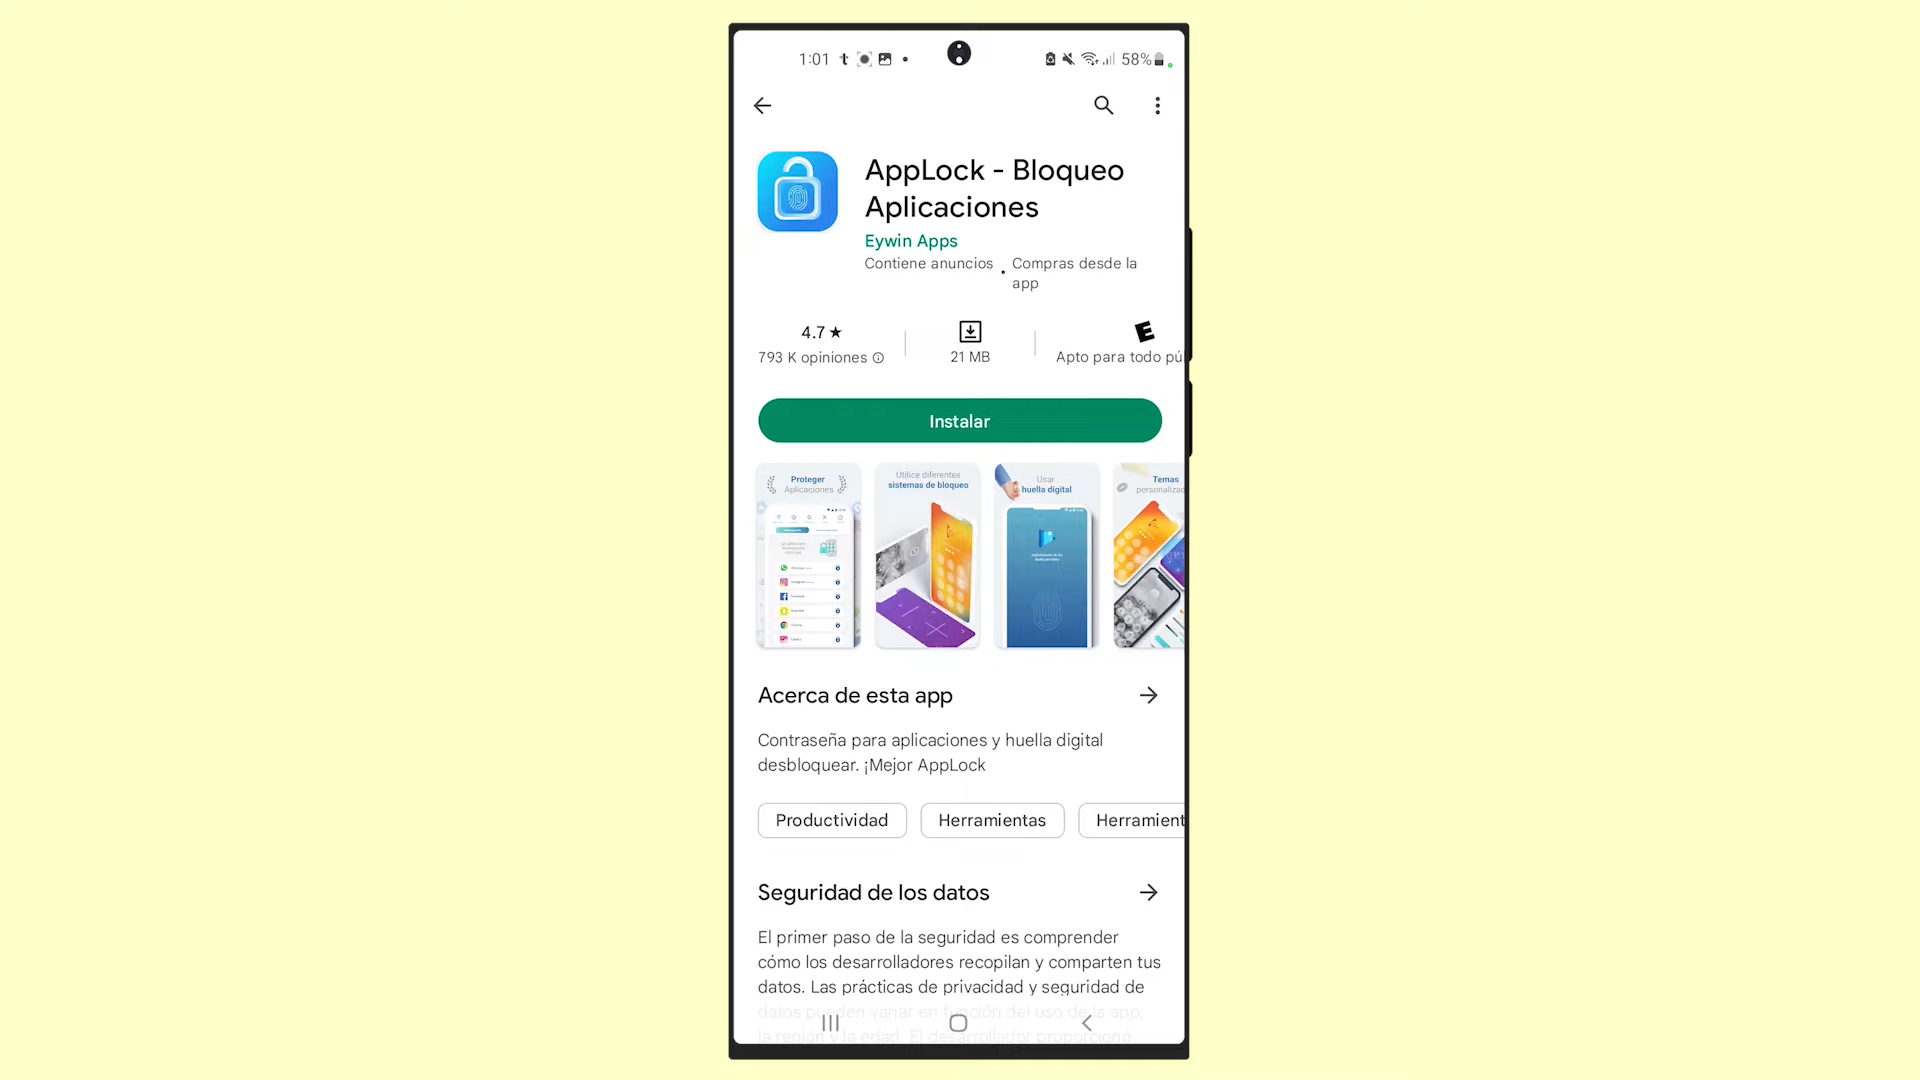 1:01
58%
AppLock - Bloqueo
Aplicaciones
Eywin Apps
Contiene anuncios • Compras desde la
app
4.7★
793 K opiniones
21 MB
E
Apto para todo pú
Instalar
Proteger
Aplicaciones
Utilice diferentes
sistemas de bloqueo
Usar
huella digital
Temas
personalizad
Acerca de esta app
Contraseña para aplicaciones y huella digital
desbloquear. ¡Mejor AppLock
Productividad
Herramientas
Herramient
Seguridad de los datos
El primer paso de la seguridad es comprender
cómo los desarrolladores recopilan y comparten tus
datos. Las prácticas de privacidad y seguridad de
datos pueden variar en función del uso de la app,
la región y la edad. El desarrollador proporcionó